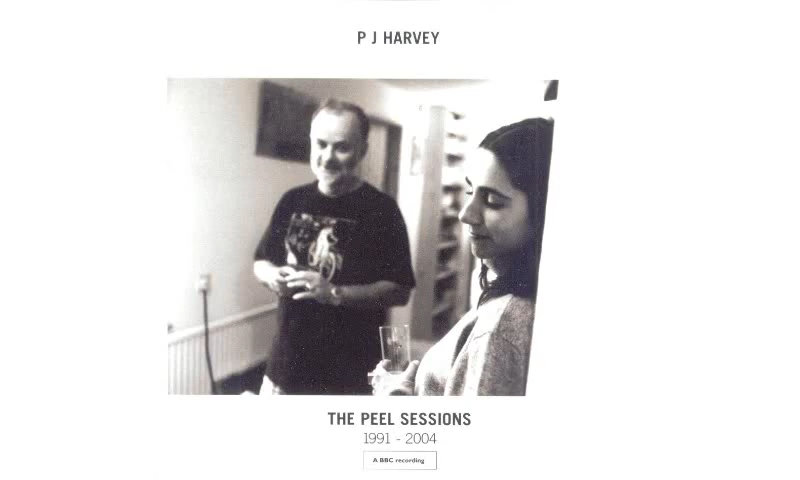 P J HARVEY
THE PEEL SESSIONS
1991 - 2004
A BBC recording